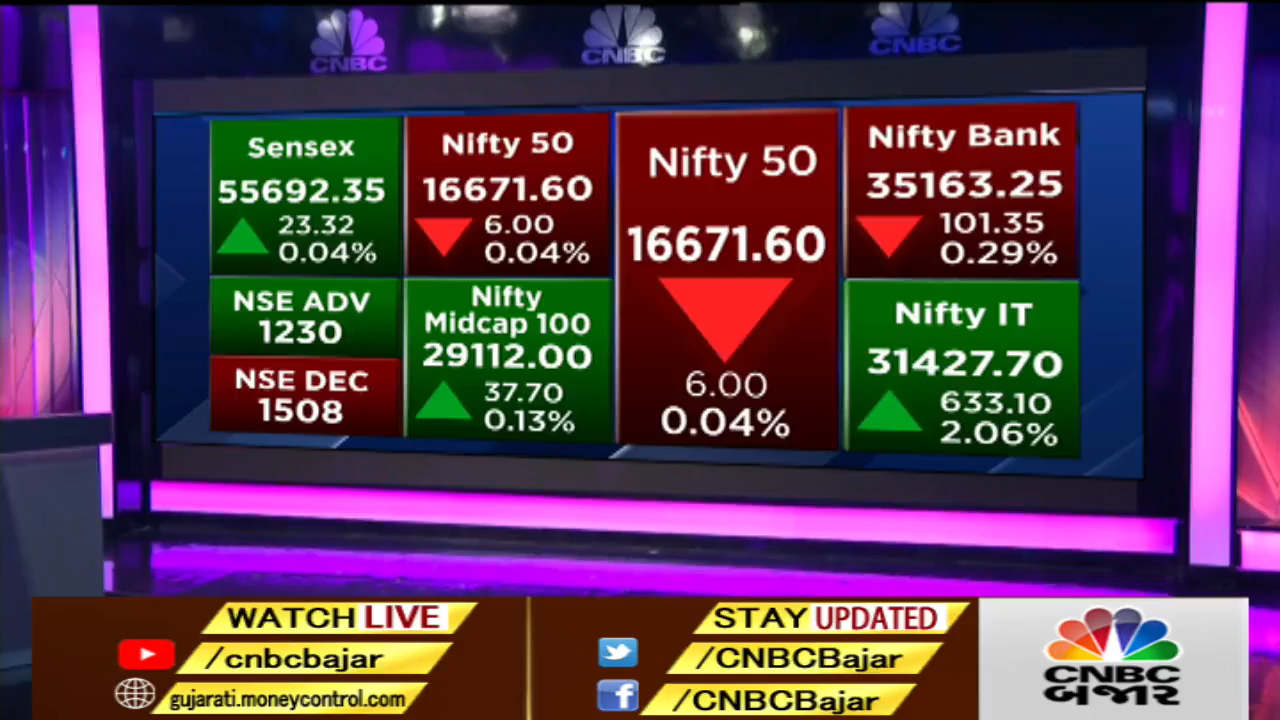 CNBC
CNBC
CNBC
Sensex
55692.35
23.32
0.04%
NSE ADV
1230
NSE DEC
1508
Nifty 50
16671.60
6.00
0.04%
Nifty
Midcap 100
29112.00
37.70
0.13%
Nifty 50
16671.60
6.00
0.04%
Nifty Bank
35163.25
101.35
0.29%
Nifty IT
31427.70
633.10
2.06%
WATCH LIVE
/cnbcbajar
gujarati.moneycontrol.com
STAY UPDATED
/CNBCBajar
/CNBCBajar
CNBC
બજાર